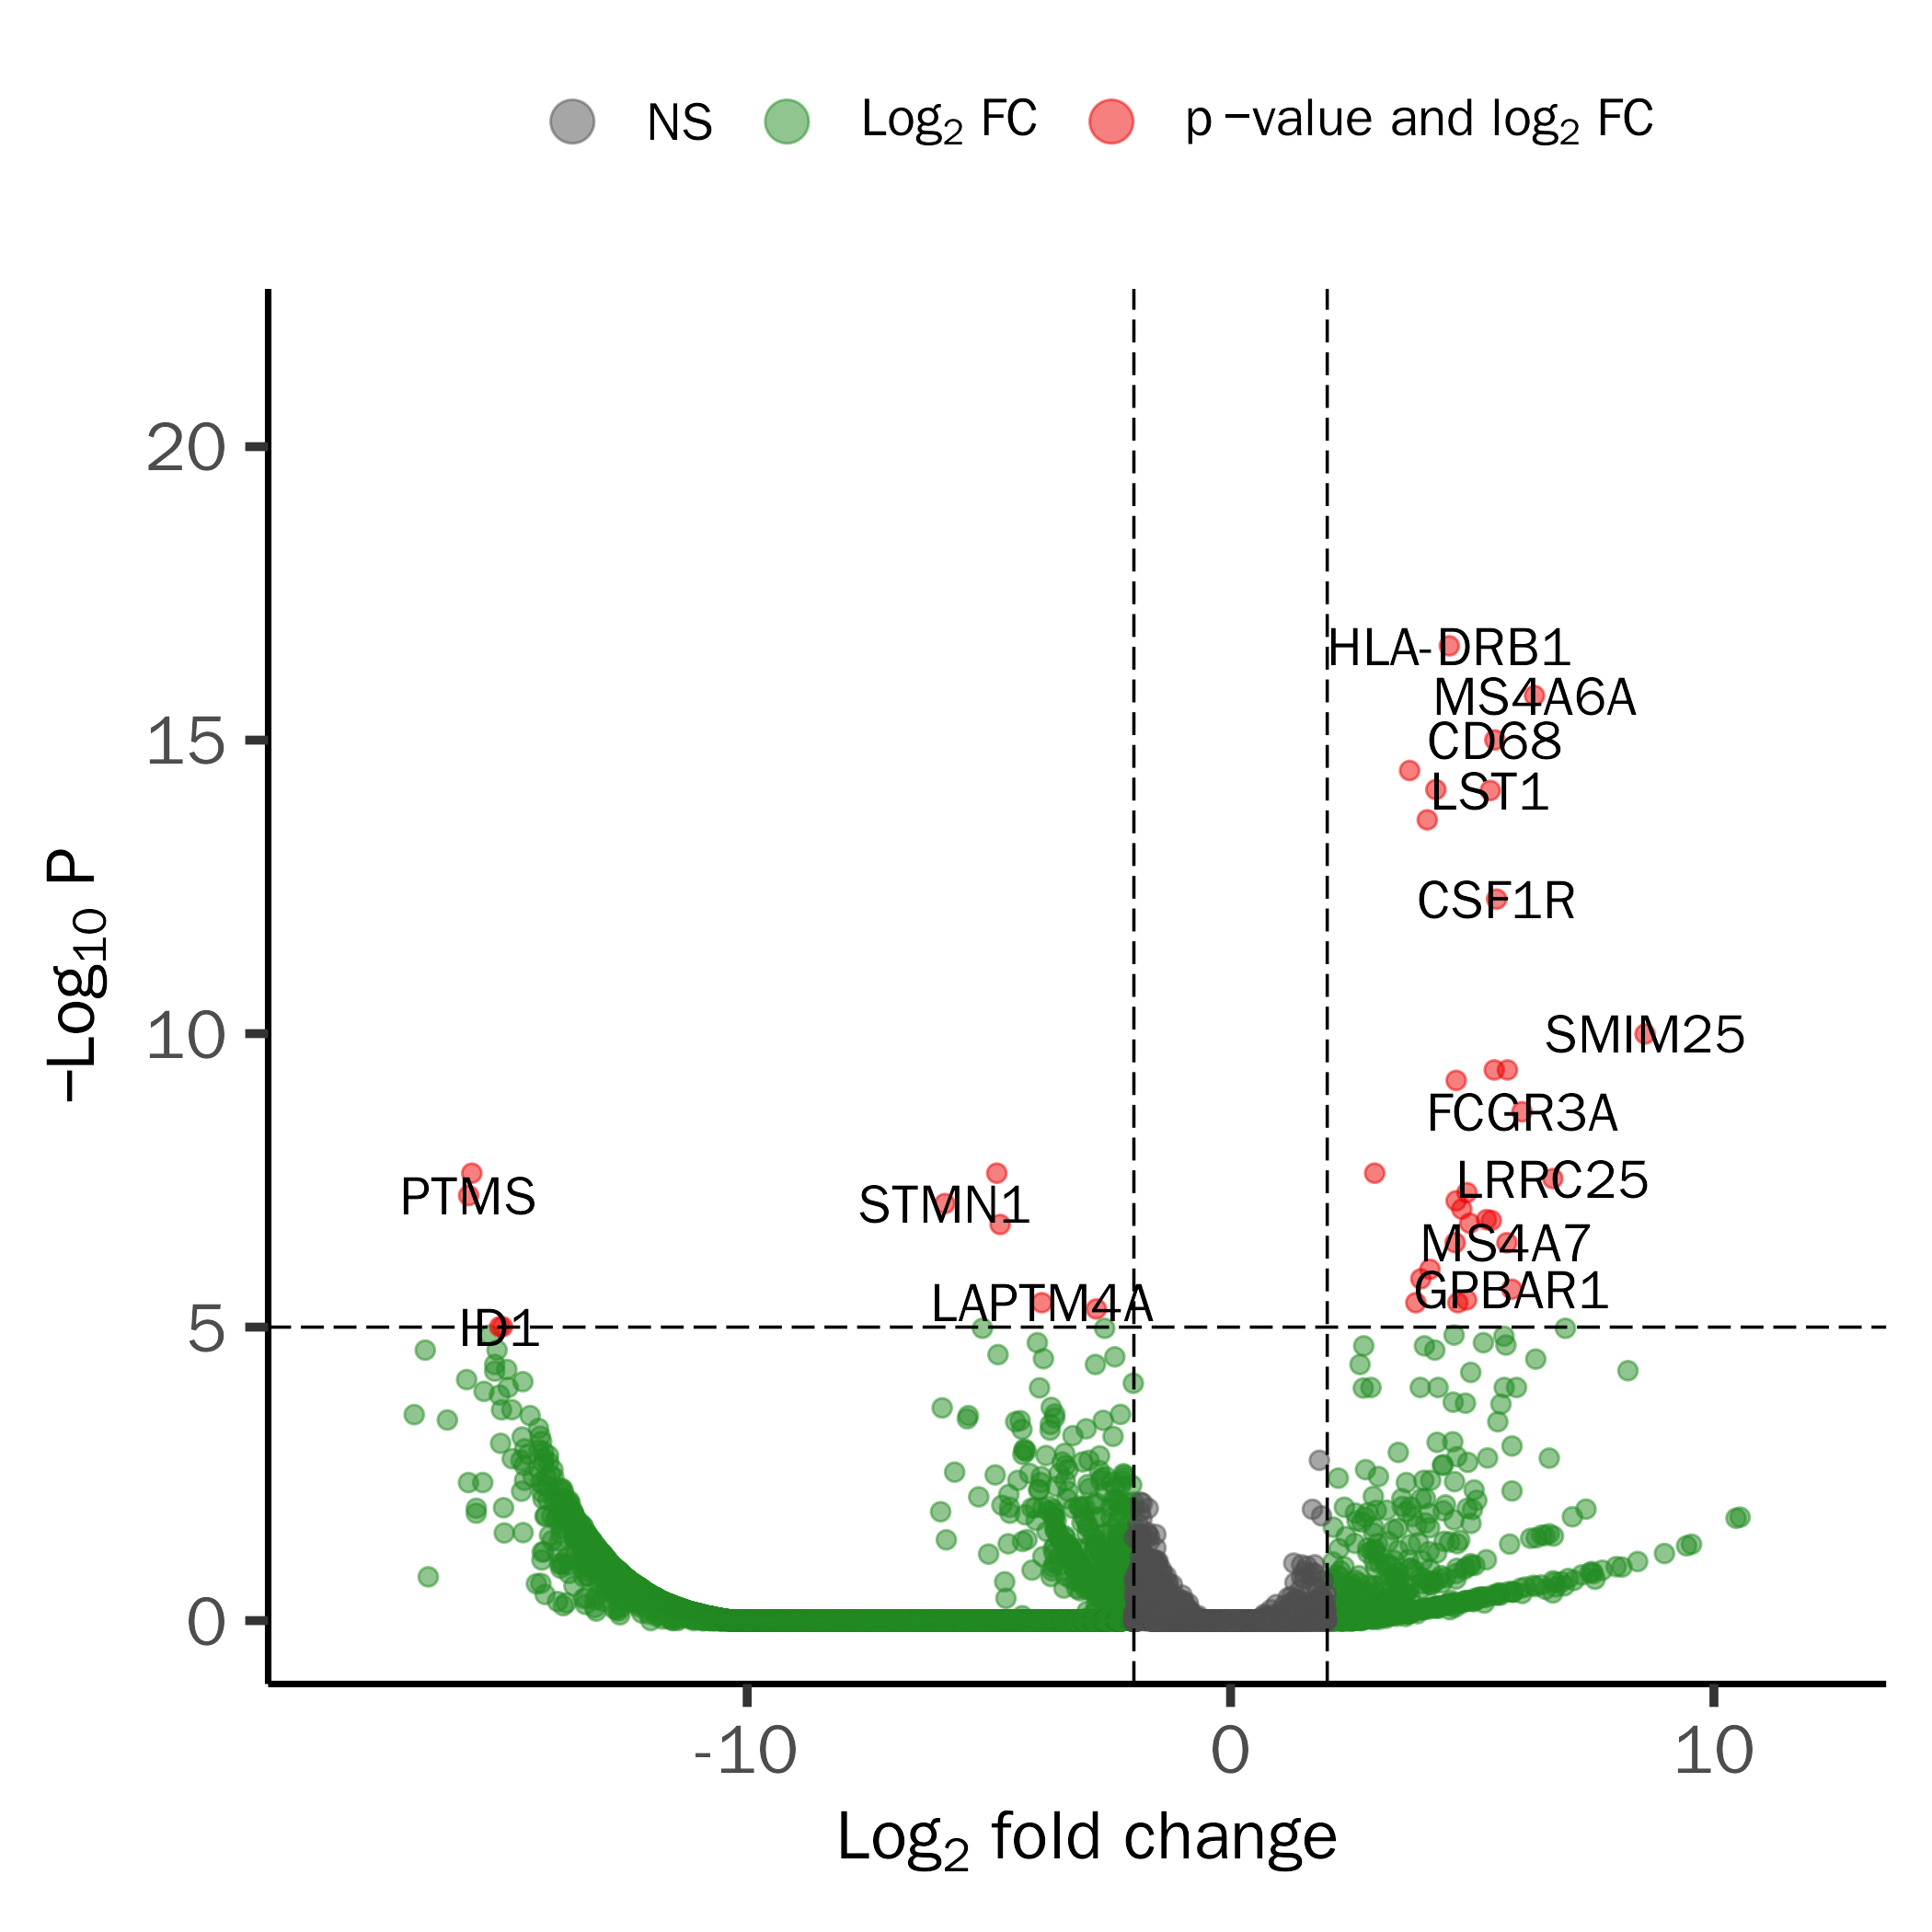 NS Log₂ FC p −value and log₂ FC
−Log₁₀ P
20
15
10
5
0
HLA-DRB1
MS4A6A
CD68
LST1
CSF1R
SMIM25
FCGR3A
LRRC25
PTMS
STMN1
MS4A7
GPBAR1
LAPTM4A
ID1
-10 0 10
Log₂ fold change